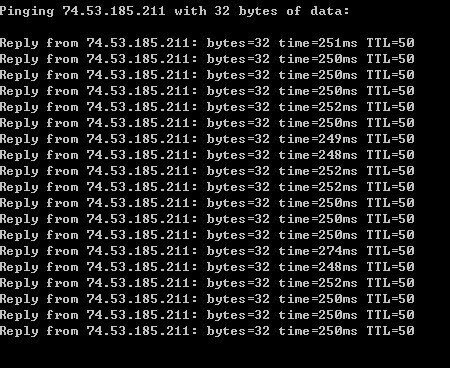 Pinging 74.53.185.211 with 32 bytes of data:
Reply from 74.53.185.211: bytes=32 time=251ms TTL=50
Reply from 74.53.185.211: bytes=32 time=250ms TTL=50
Reply from 74.53.185.211: bytes=32 time=250ms TTL=50
Reply from 74.53.185.211: bytes=32 time=250ms TTL=50
Reply from 74.53.185.211: bytes=32 time=252ms TTL=50
Reply from 74.53.185.211: bytes=32 time=250ms TTL=50
Reply from 74.53.185.211: bytes=32 time=249ms TTL=50
Reply from 74.53.185.211: bytes=32 time=248ms TTL=50
Reply from 74.53.185.211: bytes=32 time=252ms TTL=50
Reply from 74.53.185.211: bytes=32 time=252ms TTL=50
Reply from 74.53.185.211: bytes=32 time=250ms TTL=50
Reply from 74.53.185.211: bytes=32 time=250ms TTL=50
Reply from 74.53.185.211: bytes=32 time=250ms TTL=50
Reply from 74.53.185.211: bytes=32 time=274ms TTL=50
Reply from 74.53.185.211: bytes=32 time=248ms TTL=50
Reply from 74.53.185.211: bytes=32 time=252ms TTL=50
Reply from 74.53.185.211: bytes=32 time=250ms TTL=50
Reply from 74.53.185.211: bytes=32 time=250ms TTL=50
Reply from 74.53.185.211: bytes=32 time=250ms TTL=50